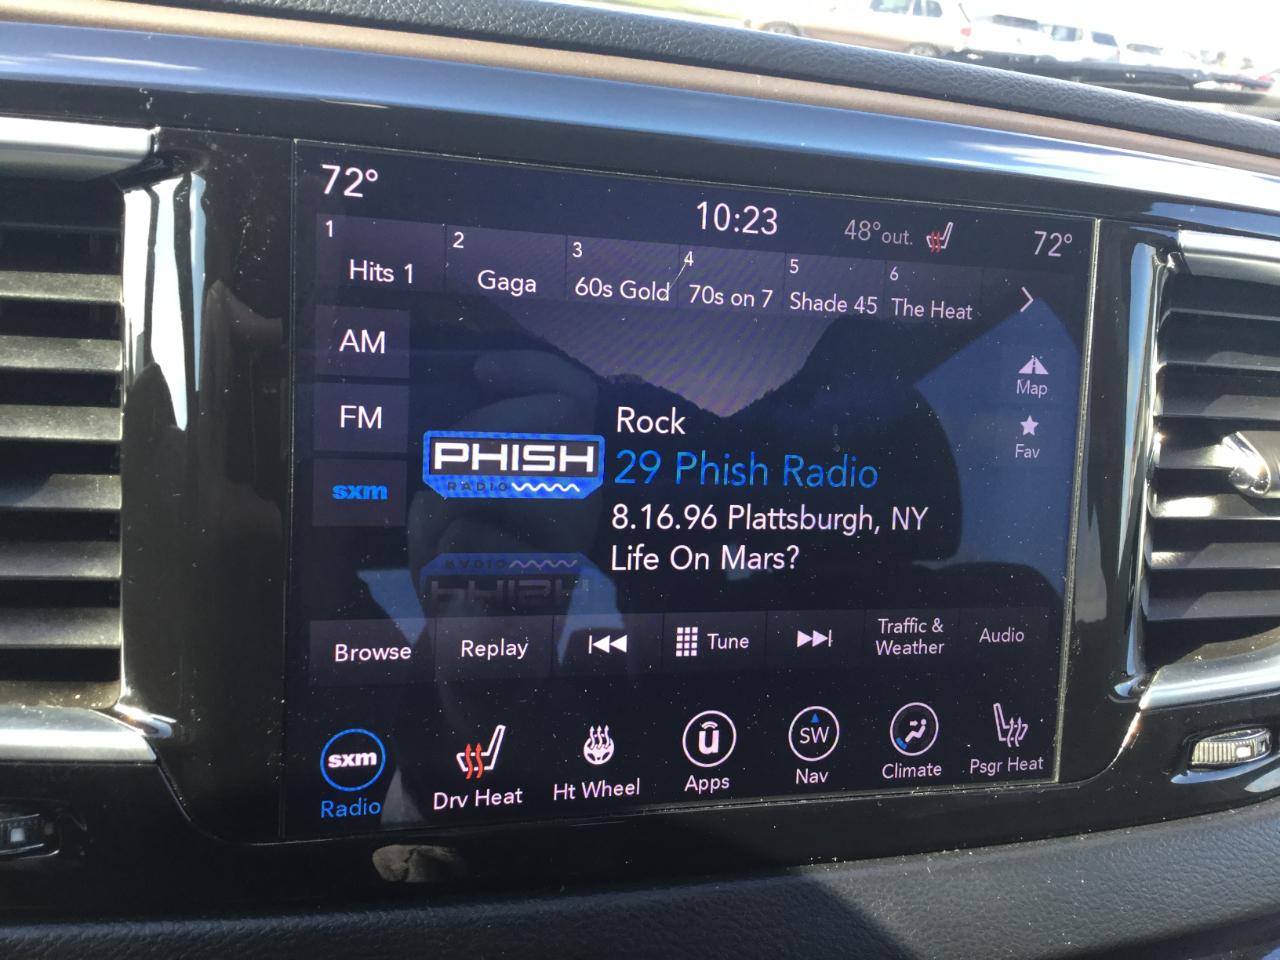 72°
10:23
48°out.
72°
1
Hits 1
2
Gaga
3
60s Gold
4
70s on 7
5
Shade 45
6
The Heat
AM
FM
sxm
Map
Fav
PHISH
RADIO
Rock
29 Phish Radio
8.16.96 Plattsburgh, NY
Life On Mars?
Browse
Replay
Tune
Traffic &
Weather
Audio
sxm
Radio
Drv Heat
Ht Wheel
u
Apps
SW
Nav
Climate
Psgr Heat